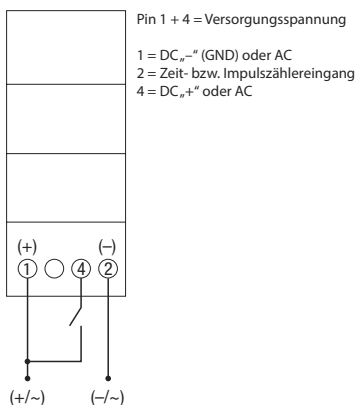 Pin 1 + 4 = Versorgungsspannung
1 = DC „–“ (GND) oder AC
2 = Zeit- bzw. Impulszählereingang
4 = DC„+“ oder AC
(+) (–)
1 4 2
(+/~) (–/~)